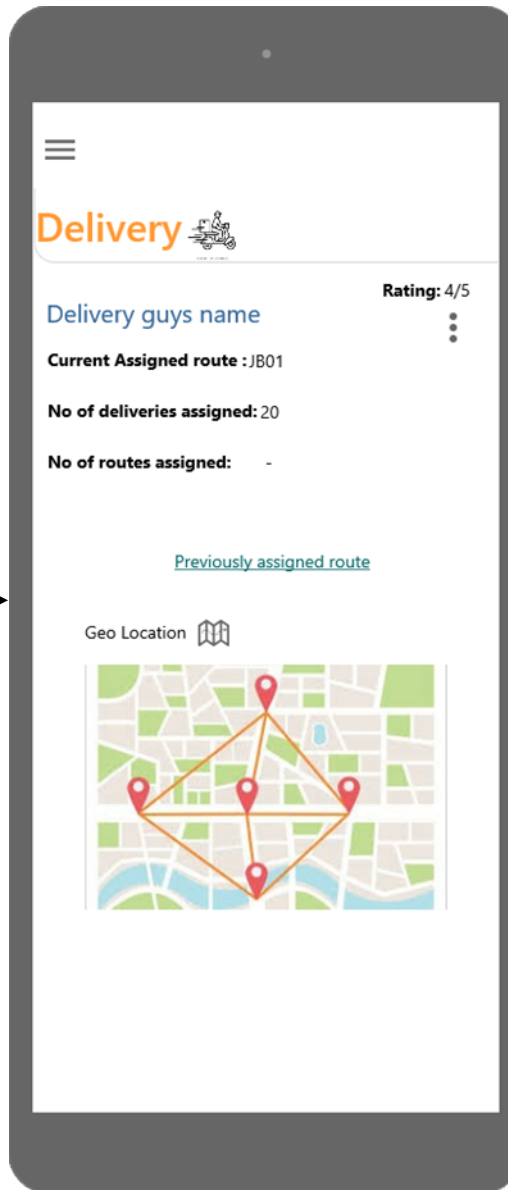 Delivery
Rating: 4/5
Delivery guys name
Current Assigned route : JB01
No of deliveries assigned: 20
No of routes assigned: -
Previously assigned route
Geo Location